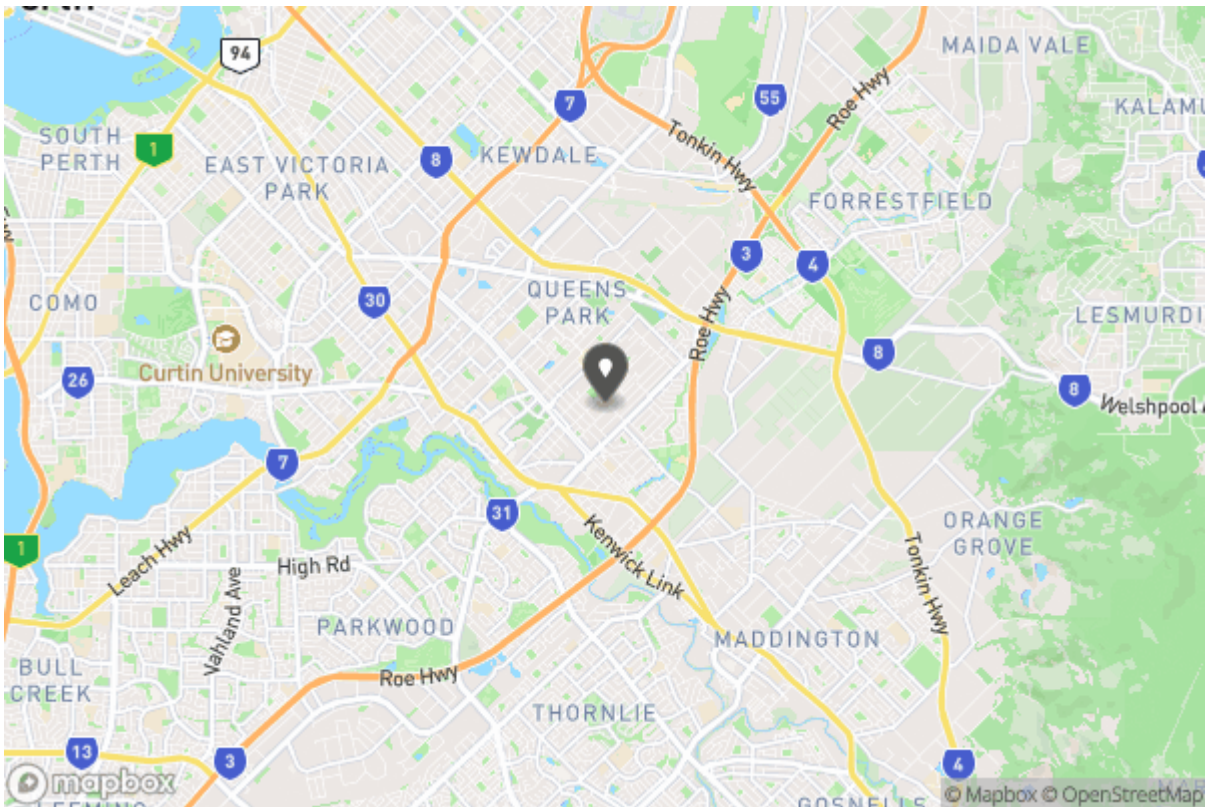 94
MAIDA VALE
55
KALAMU
7
Roe Hwy
SOUTH
PERTH
1
EAST VICTORIA
PARK
8
KEWDALE
Tonkin Hwy
FORRESTFIELD
3
4
COMO
30
QUEENS
PARK
Roe Hwy
LESMURDI
8
Curtin University
26
8
Welshpool
7
31
ORANGE
GROVE
1
Leach Hwy
High Rd
Kenwick Link
Tonkin Hwy
Vahland Ave
PARKWOOD
MADDINGTON
BULL
CREEK
Roe Hwy
THORNLIE
13
3
4
mapbox
© Mapbox © OpenStreetMap